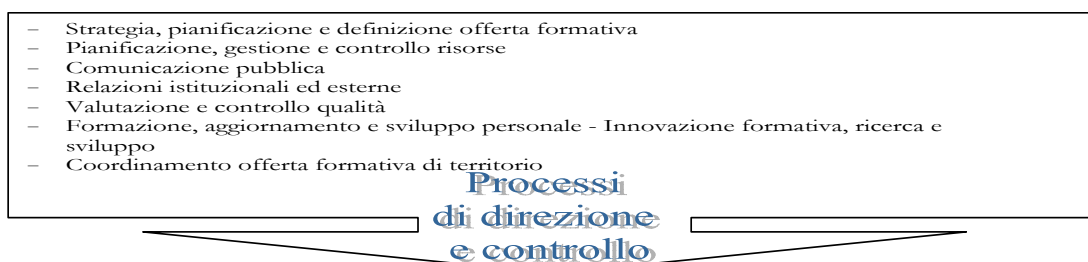 – Strategia, pianificazione e definizione offerta formativa
– Pianificazione, gestione e controllo risorse
– Comunicazione pubblica
– Relazioni istituzionali ed esterne
– Valutazione e controllo qualità
– Formazione, aggiornamento e sviluppo personale - Innovazione formativa, ricerca e
sviluppo
– Coordinamento offerta formativa di territorio
Processi
di direzione
e controllo